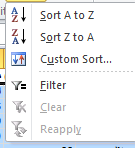 Sort A to Z
Sort Z to A
Custom Sort...
Filter
Clear
Reapply